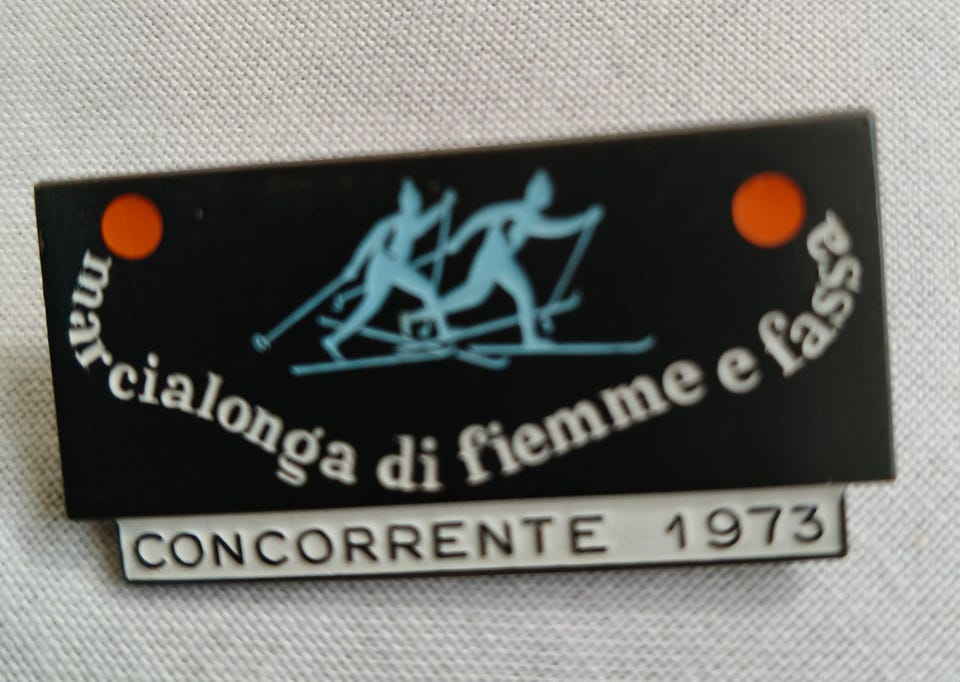 marcialonga di fiemme e fassa
CONCORRENTE 1973